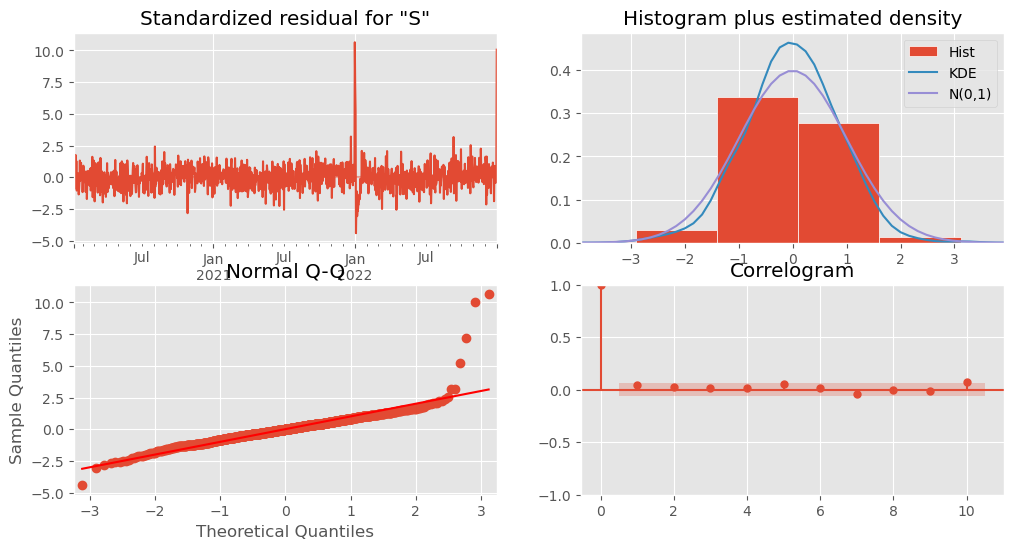 Standardized residual for "S"
10.0
7.5
5.0
2.5
0.0
−2.5
−5.0
Jul
Jan
2021
Jul
Jan
2022
Jul
Histogram plus estimated density
Hist
KDE
N(0,1)
0.4
0.3
0.2
0.1
0.0
−3 −2 −1 0 1 2 3
Normal Q-Q
Sample Quantiles
10.0
7.5
5.0
2.5
0.0
−2.5
−5.0
−3 −2 −1 0 1 2 3
Theoretical Quantiles
Correlogram
1.0
0.5
0.0
−0.5
−1.0
0 2 4 6 8 10